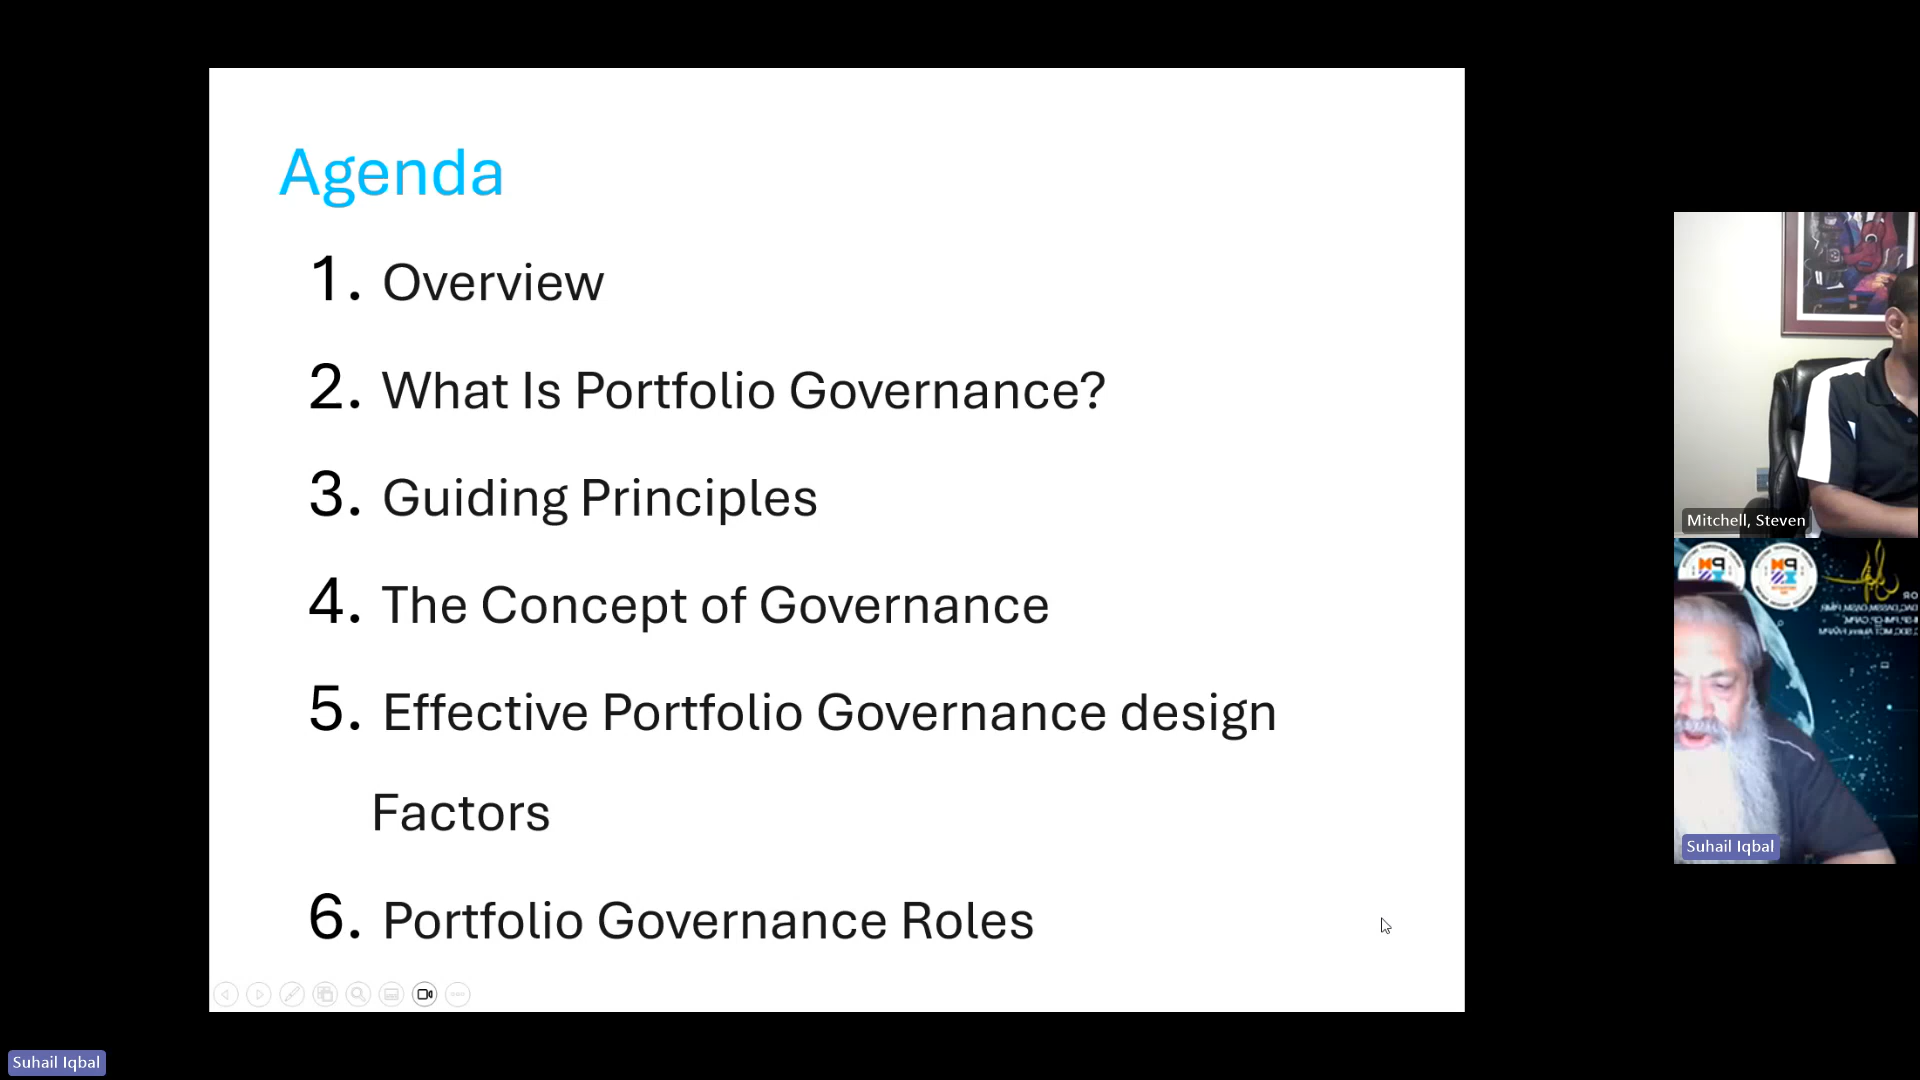 Agenda
1. Overview
2. What Is Portfolio Governance?
3. Guiding Principles
4. The Concept of Governance
5. Effective Portfolio Governance design
Factors
6. Portfolio Governance Roles
Mitchell, Steven
Suhail Iqbal
Suhail Iqbal